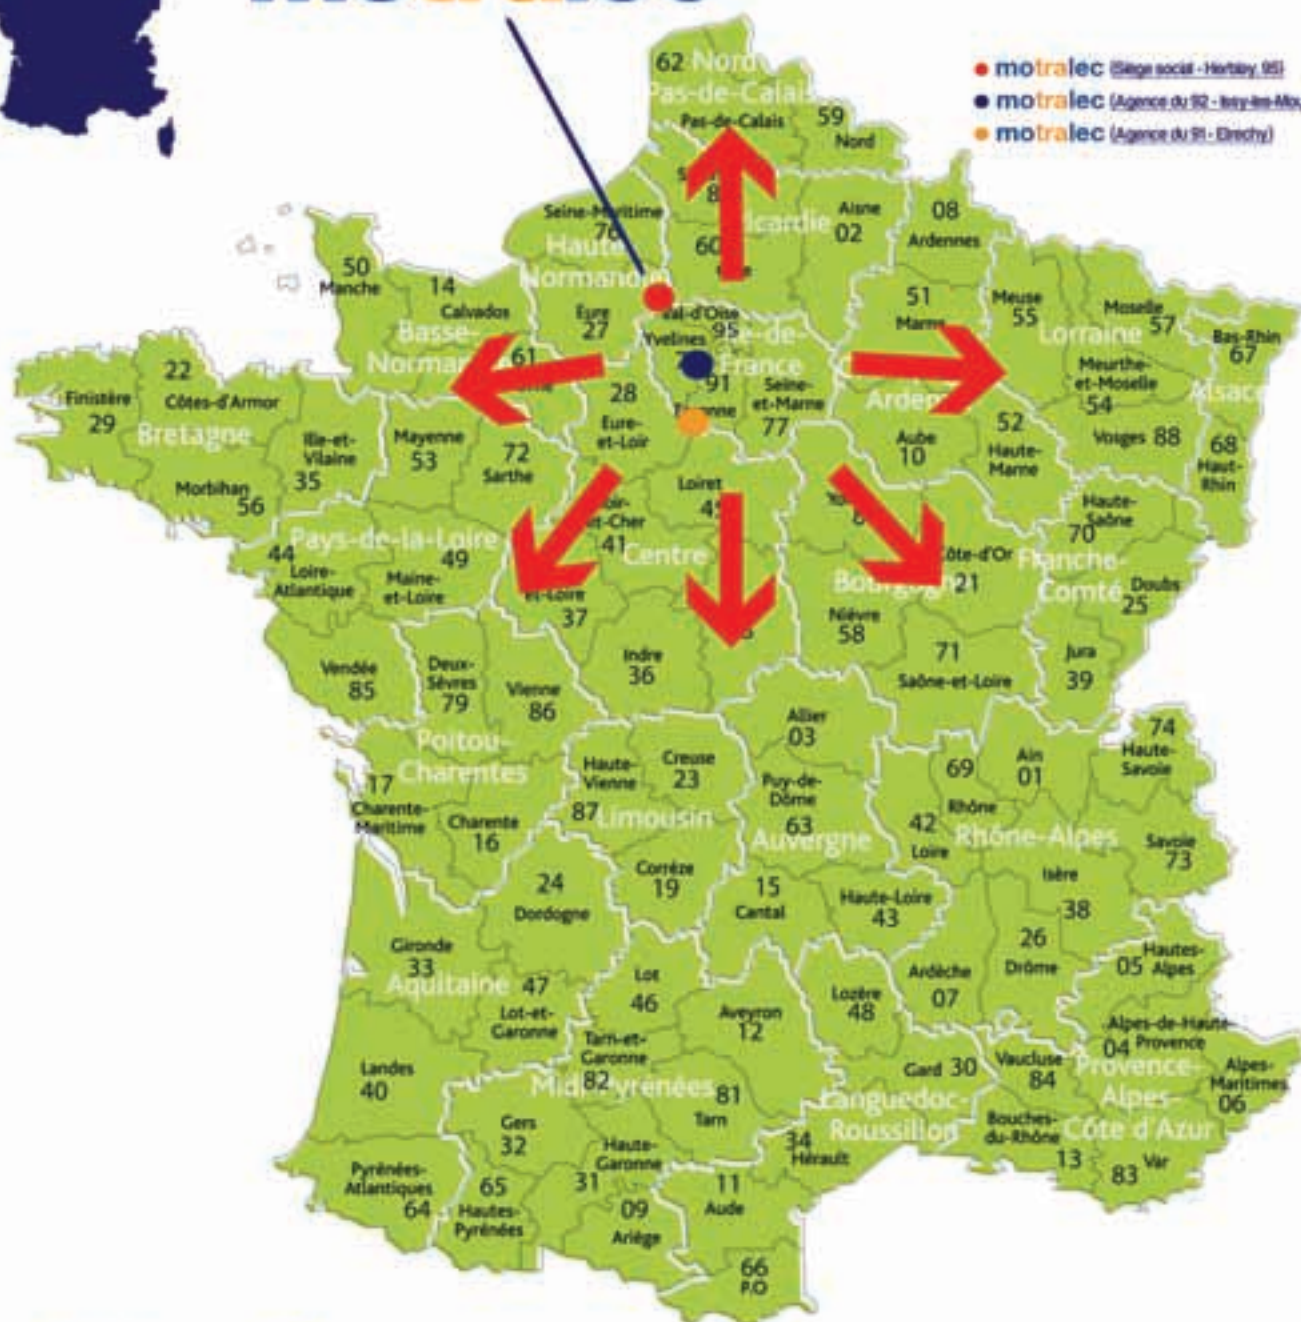 motralec (Siège social - Herblay, 95)
motralec (Agence du 92 - Issy-les-Mou
motralec (Agence du 91 - Etrechy)
62 Nord
Pas-de-Calais
Pas-de-Calais
59
Nord
Seine-Maritime
76
Haute
Normandie
60
Aisne
02
08
Ardennes
50
Manche
14
Calvados
Basse-
Eure
27
Val-d'Oise
95
Yvelines
France
91
Seine-
et-Marne
77
51
Marne
Meuse
55
Moselle
57
Lorraine
Meurthe-
et-Moselle
54
Bas-Rhin
67
Alsace
61
28
Eure-
et-Loir
Aube
10
52
Haute-
Marne
Vosges 88
68
Haut-
Rhin
22
Côtes-d'Armor
Finistère
29
Bretagne
Ille-et-
Vilaine
35
Morbihan
56
Mayenne
53
72
Sarthe
Loiret
41
Centre
Côte-d'Or
21
Haute-
Saône
70
Franche-
Comté
Doubs
25
Pays-de-la-Loire
44
Loire-
Atlantique
49
Maine-
et-Loire
et-Loire
37
Indre
36
Nièvre
58
71
Saône-et-Loire
Jura
39
Vendée
85
Deux-
Sèvres
79
Vienne
86
Poitou-
Charentes
17
Charente-
Maritime
Charente
16
Haute-
Vienne
87
Limousin
Creuse
23
Corrèze
19
Allier
03
Puy-de-
Dôme
63
Auvergne
15
Cantal
Haute-Loire
43
69
Rhône
42
Loire
Ain
01
Rhône-Alpes
74
Haute-
Savoie
Savoie
73
Isère
38
26
Drôme
Ardèche
07
Hautes-
Alpes
05
24
Dordogne
Gironde
33
Aquitaine
47
Lot-et-
Garonne
Landes
40
Pyrénées-
Atlantiques
64
Lot
46
Tarn-et-
Garonne
82
Midi-Pyrénées
Aveyron
12
81
Tarn
Gers
32
Haute-
Garonne
31
65
Hautes-
Pyrénées
09
Ariège
Lozère
48
Gard 30
Languedoc-
Roussillon
34
Hérault
11
Aude
66
P.O
Alpes-de-Haute-
04 Provence
Vaucluse
84
Provence-
Alpes-
Côte d'Azur
Alpes-
Maritimes
06
Bouches-
du-Rhône
13
83 Var